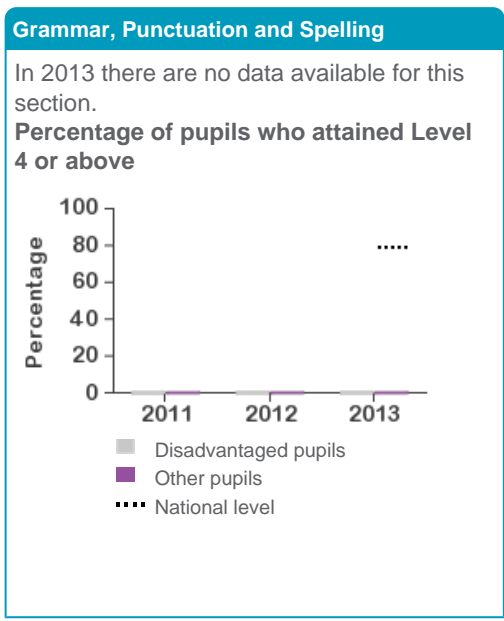 Grammar, Punctuation and Spelling
In 2013 there are no data available for this
section.
Percentage of pupils who attained Level
4 or above
100
80
60
40
20
0
Percentage
2011 2012 2013
Disadvantaged pupils
Other pupils
National level